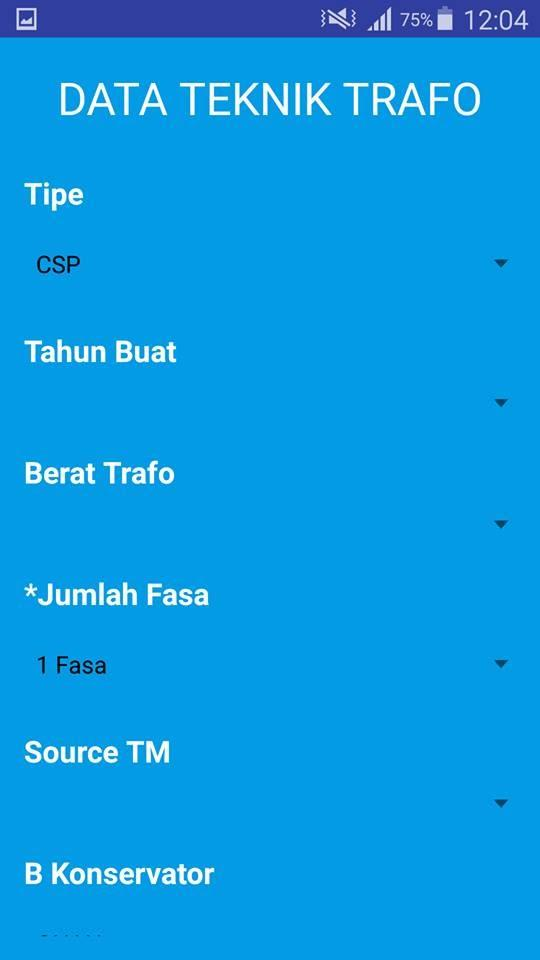 75% 12:04
DATA TEKNIK TRAFO
Tipe
CSP
Tahun Buat
Berat Trafo
*Jumlah Fasa
1 Fasa
Source TM
B Konservator